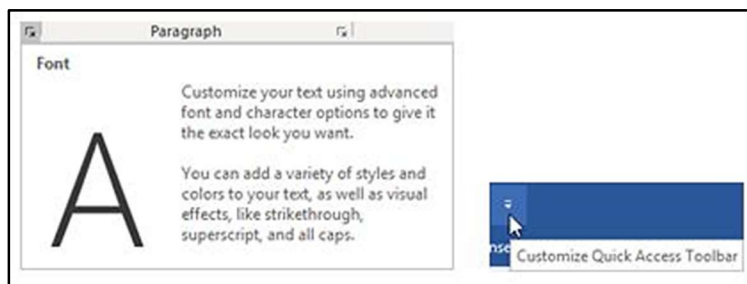 Paragraph
Font
Customize your text using advanced
font and character options to give it
the exact look you want.
You can add a variety of styles and
colors to your text, as well as visual
effects, like strikethrough,
superscript, and all caps.
A
nse
Customize Quick Access Toolbar